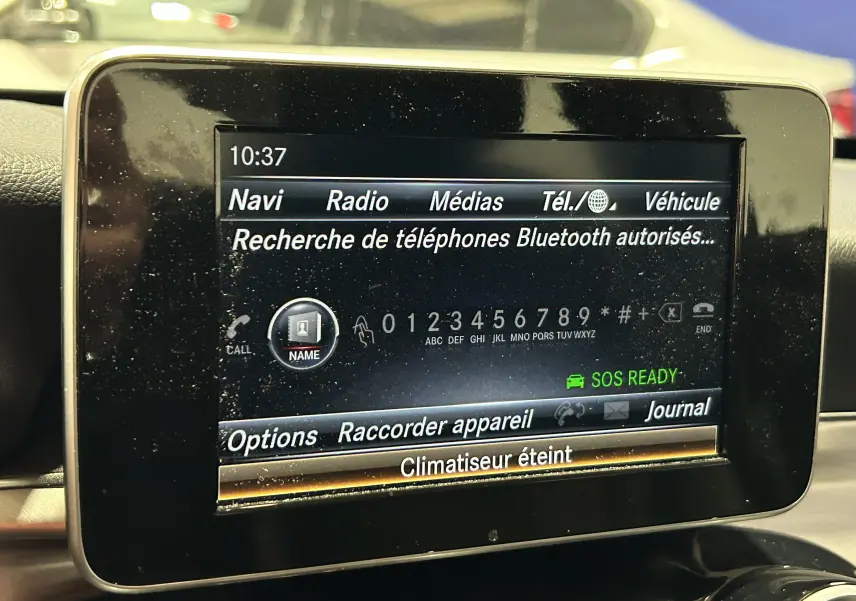 10:37
Navi Radio Médias Tél./ Véhicule
Recherche de téléphones Bluetooth autorisés...
CALL NAME 0 1 2 3 4 5 6 7 8 9 * # + X END
ABC DEF GHI JKL MNO PQRS TUV WXYZ
SOS READY
Options Raccorder appareil Journal
Climatiseur éteint